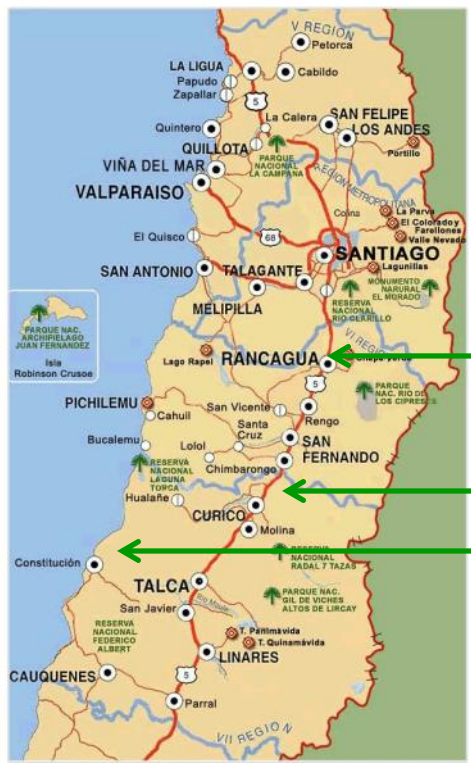 V REGION
Petorca
LA LIGUA
Papudo
Cabildo
Zapallar
5
La Calera
SAN FELIPE
Quintero
LOS ANDES
QUILLOTA
Portillo
PARQUE
NACIONAL
LA CAMPANA
VIÑA DEL MAR
REGION METROPOLITANA
VALPARAISO
La Parva
Colina
El Colorado y
Farellones
El Quisco
68
Valle Nevado
SANTIAGO
SAN ANTONIO
TALAGANTE
Lagunillas
MONUMENTO
NARURAL
EL MORADO
RESERVA
NACIONAL
RIO CLARILLO
MELIPILLA
PARQUE NAC.
ARCHIPIELAGO
JUAN FERNANDEZ
Isla
Robinson Crusoe
VI REGION
Lago Rapel
RANCAGUA
5
PARQUE
NAC. RIO DE
LOS CIPRESES
PICHILEMU
San Vicente
Cahuil
Rengo
Santa
Cruz
Bucalemu
Lolol
SAN
FERNANDO
Chimbarongo
RESERVA
NACIONAL
LAGUNA
TORCA
Hualañe
CURICO
Molina
Constitución
RESERVA
NACIONAL
RADAL 7 TAZAS
TALCA
PARQUE NAC.
GIL DE VICHES
ALTOS DE LIRCAY
Rio Maule
San Javier
RESERVA
NACIONAL
FEDERICO
ALBERT
T. Panimávida
T. Quinamávida
LINARES
CAUQUENES
5
Parral
VII REGION